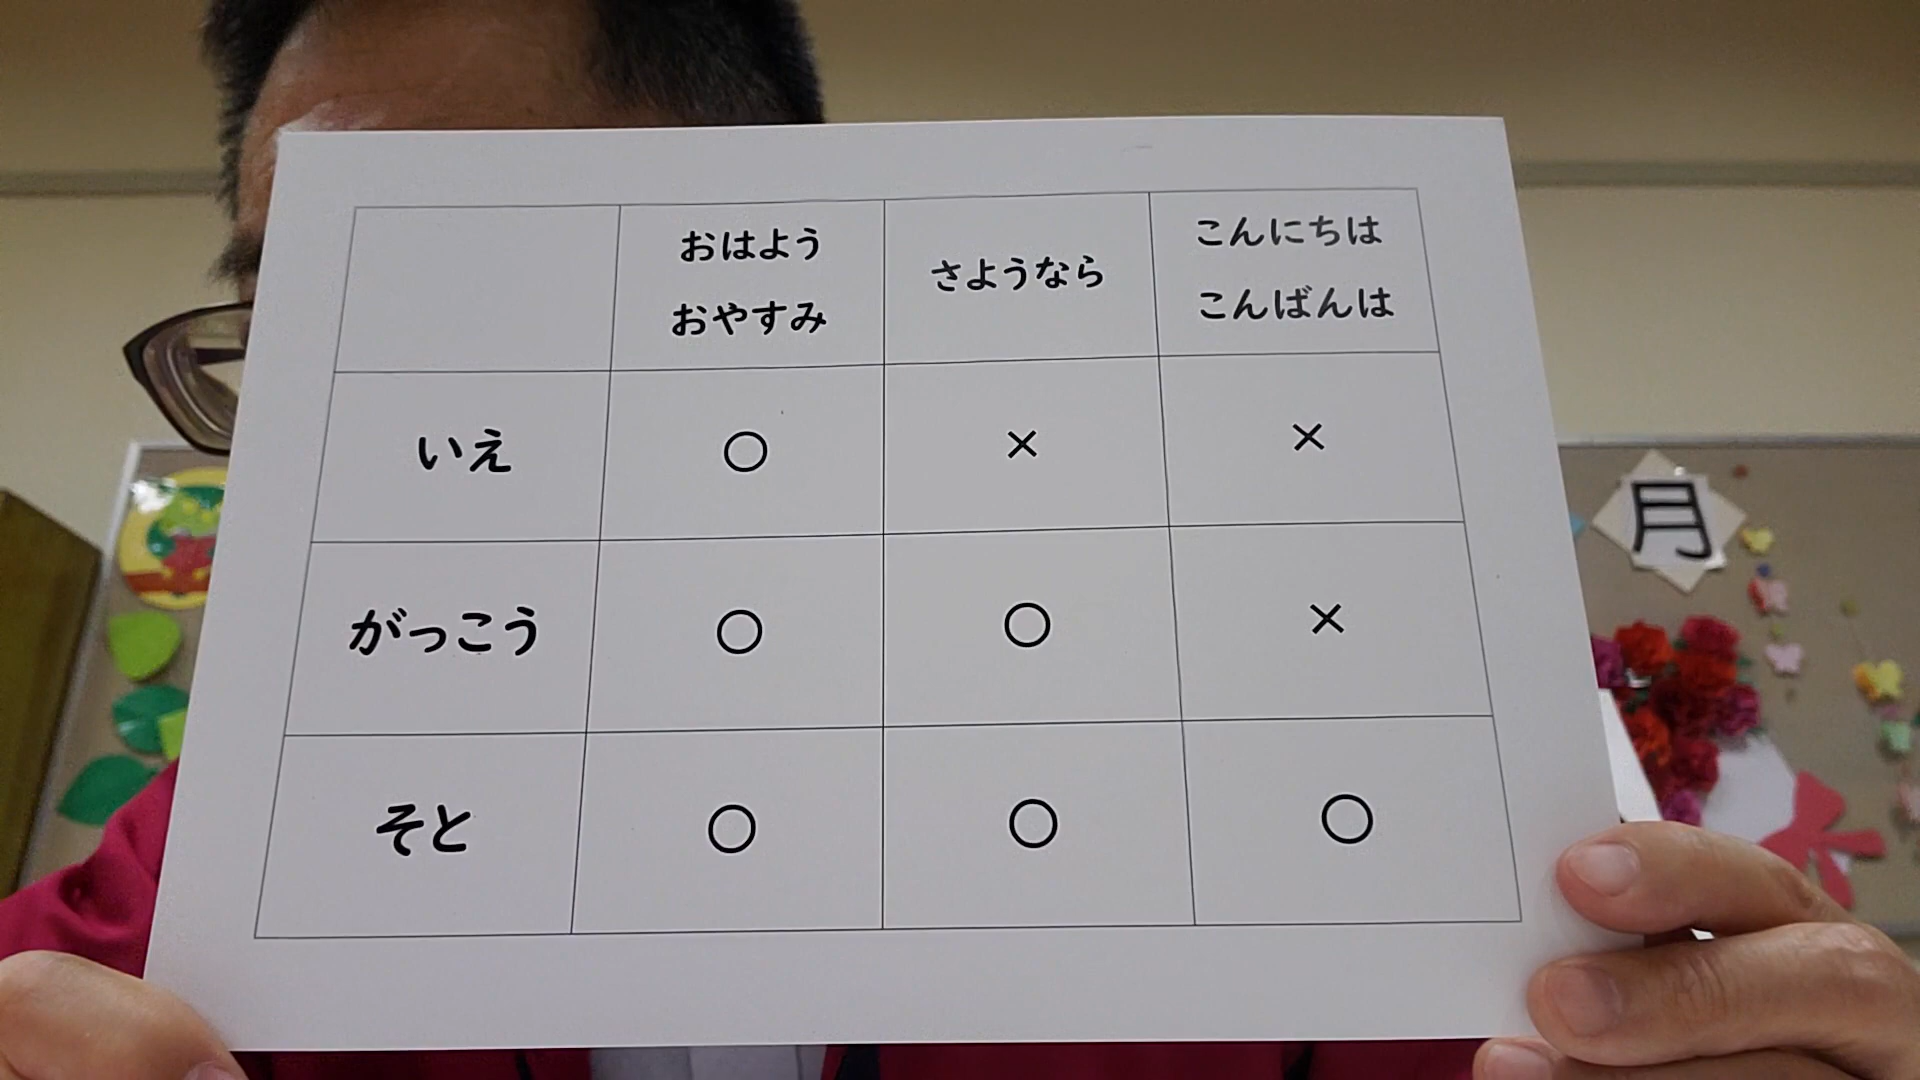 おはよう
おやすみ
さようなら
こんにちは
こんばんは
いえ ○ × ×
がっこう ○ ○ ×
そと ○ ○ ○
月